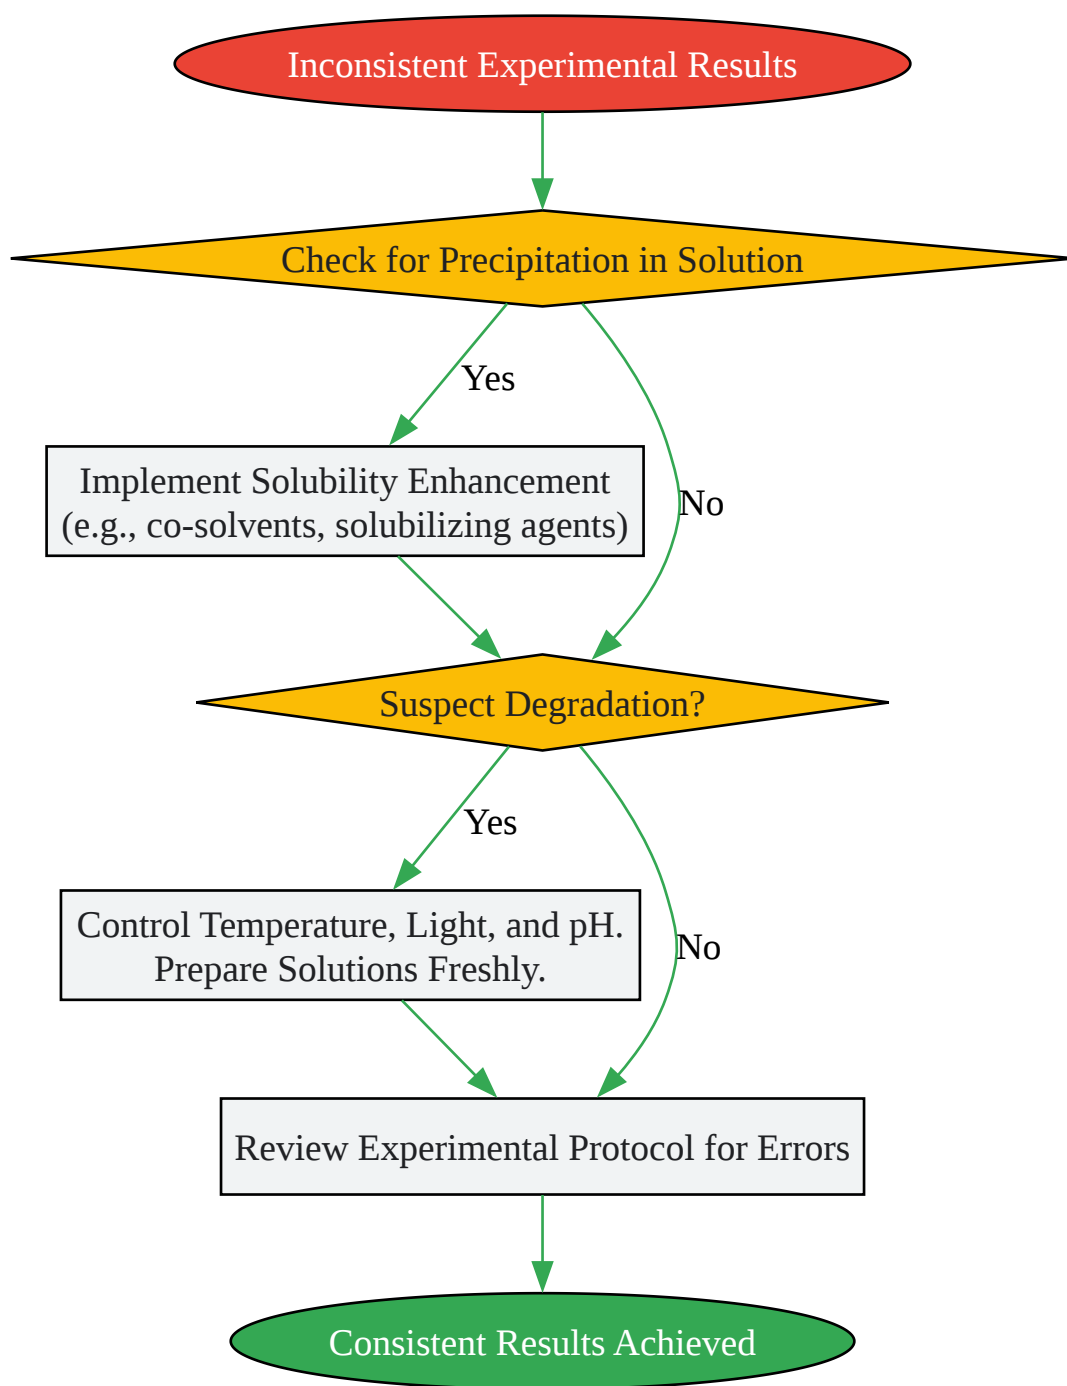 Inconsistent Experimental Results
Check for Precipitation in Solution
Yes
Implement Solubility Enhancement
(e.g., co-solvents, solubilizing agents)
No
Suspect Degradation?
Yes
Control Temperature, Light, and pH.
Prepare Solutions Freshly.
No
Review Experimental Protocol for Errors
Consistent Results Achieved